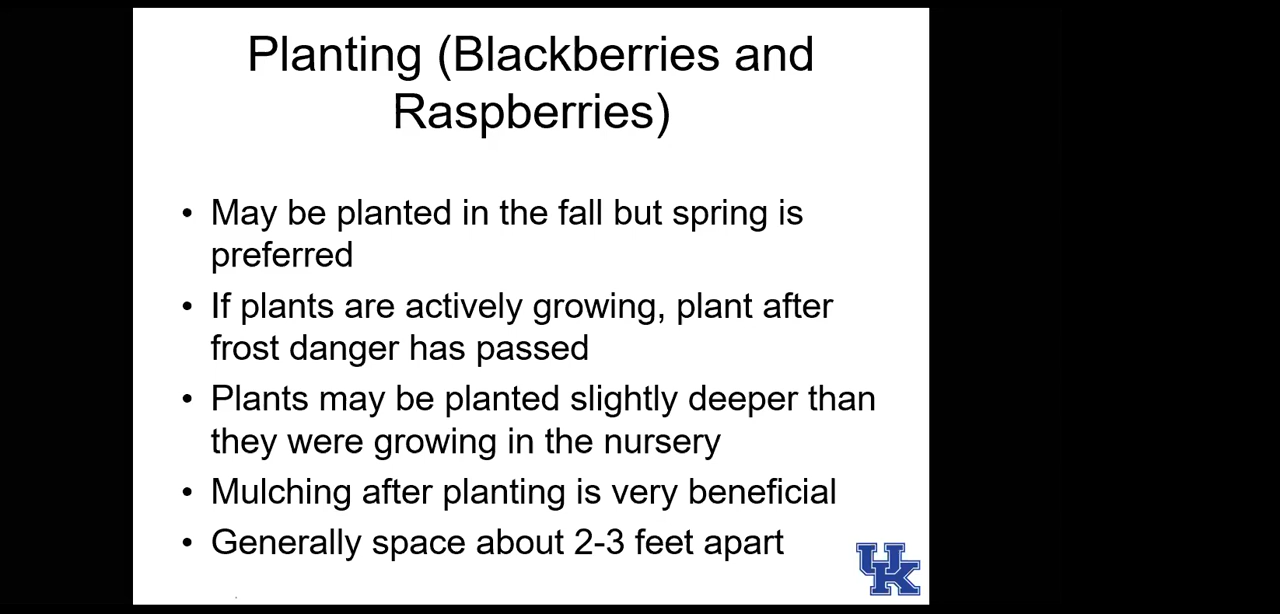 Planting (Blackberries and
Raspberries)
• May be planted in the fall but spring is
preferred
• If plants are actively growing, plant after
frost danger has passed
• Plants may be planted slightly deeper than
they were growing in the nursery
• Mulching after planting is very beneficial
• Generally space about 2-3 feet apart
UK